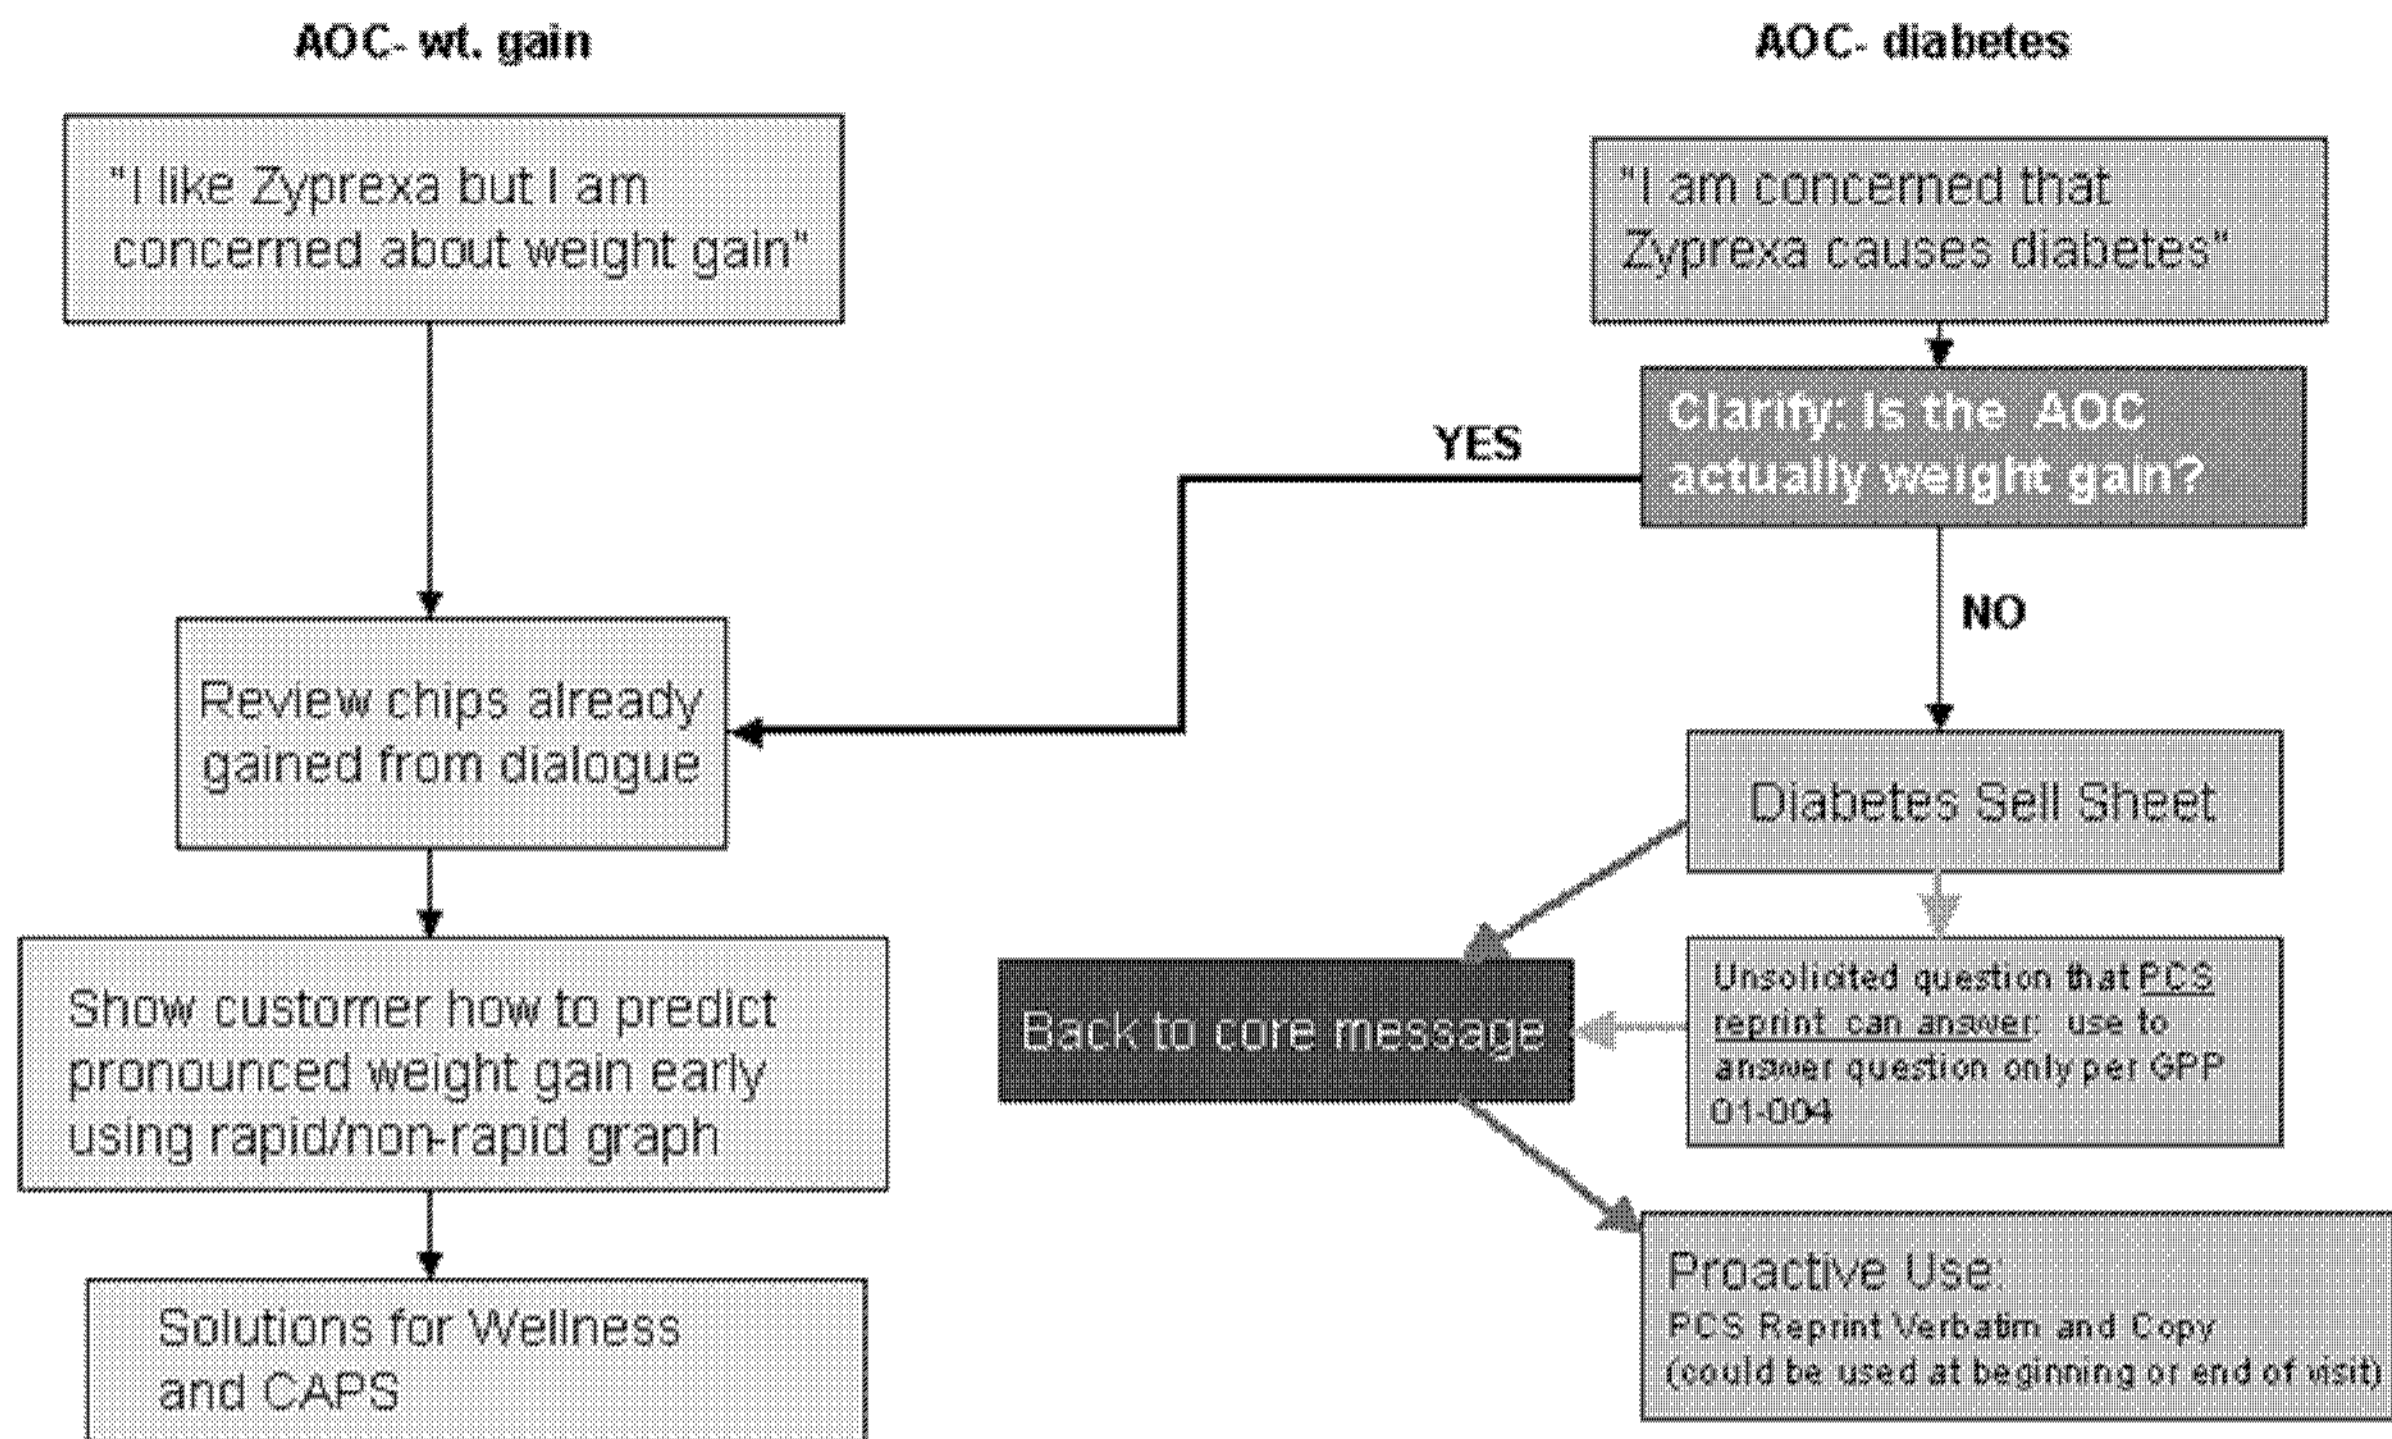 AOC- wt. gain
"I like Zyprexa but I am
concerned about weight gain"
Review chips already
gained from dialogue
Show customer how to predict
pronounced weight gain early
using rapid/non-rapid graph
Solutions for Wellness
and CAPS
AOC- diabetes
"I am concerned that
Zyprexa causes diabetes"
Clarify: Is the AOC
actually weight gain?
YES
NO
Diabetes Sell Sheet
Back to core message
Unsolicited question that PCS
reprint can answer: use to
answer question only per GPP
01-004
Proactive Use:
PCS Reprint Verbatim and Copy
(could be used at beginning or end of visit)